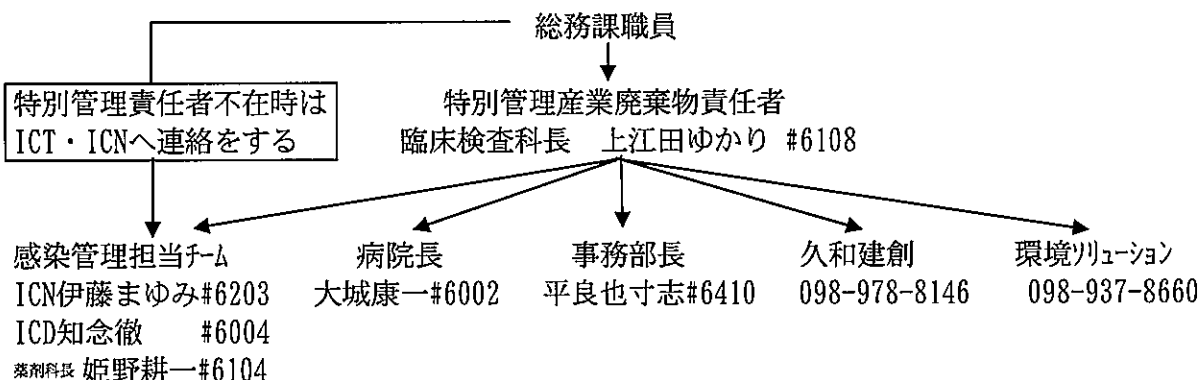 総務課職員
特別管理責任者不在時は
ICT・ICNへ連絡をする
特別管理産業廃棄物責任者
臨床検査科長 上江田ゆかり #6108
感染管理担当チーム
ICN伊藤まゆみ#6203
ICD知念徹 #6004
薬剤科長 姫野耕一#6104
病院長
大城康一#6002
事務部長
平良也寸志#6410
久和建創
098-978-8146
環境ソリューション
098-937-8660